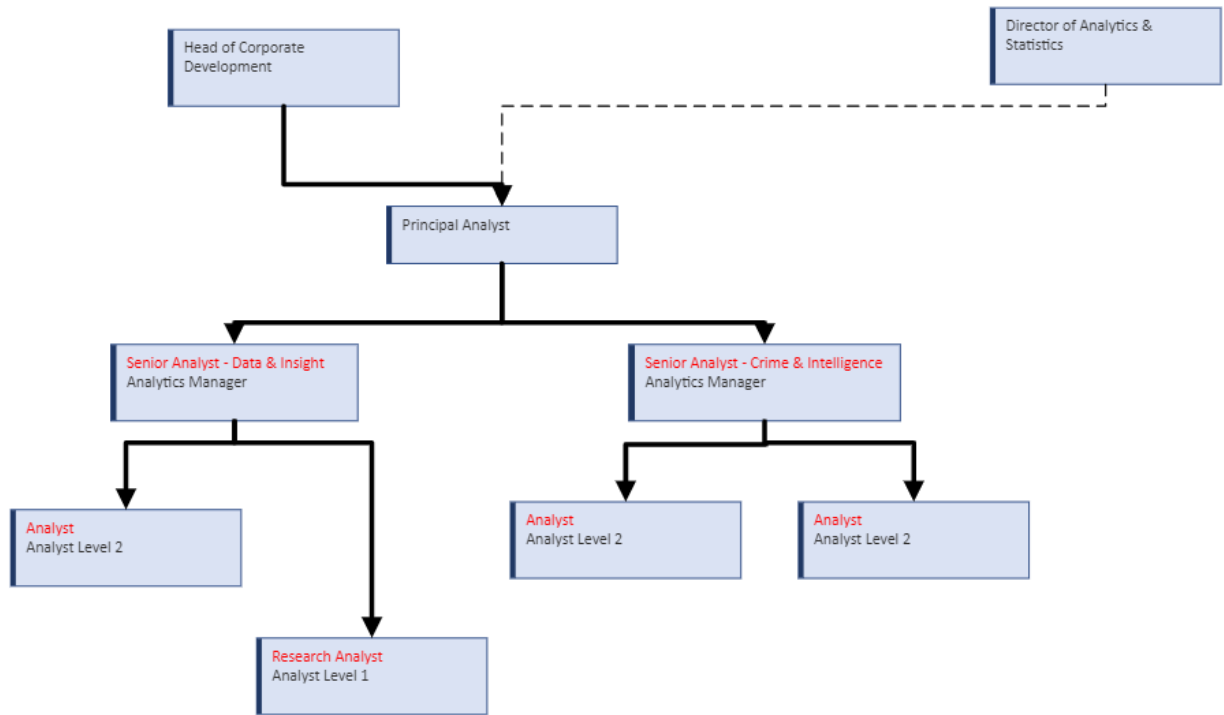 Head of Corporate
Development
Director of Analytics &
Statistics
Principal Analyst
Senior Analyst - Data & Insight
Analytics Manager
Senior Analyst - Crime & Intelligence
Analytics Manager
Analyst
Analyst Level 2
Analyst
Analyst Level 2
Analyst
Analyst Level 2
Research Analyst
Analyst Level 1